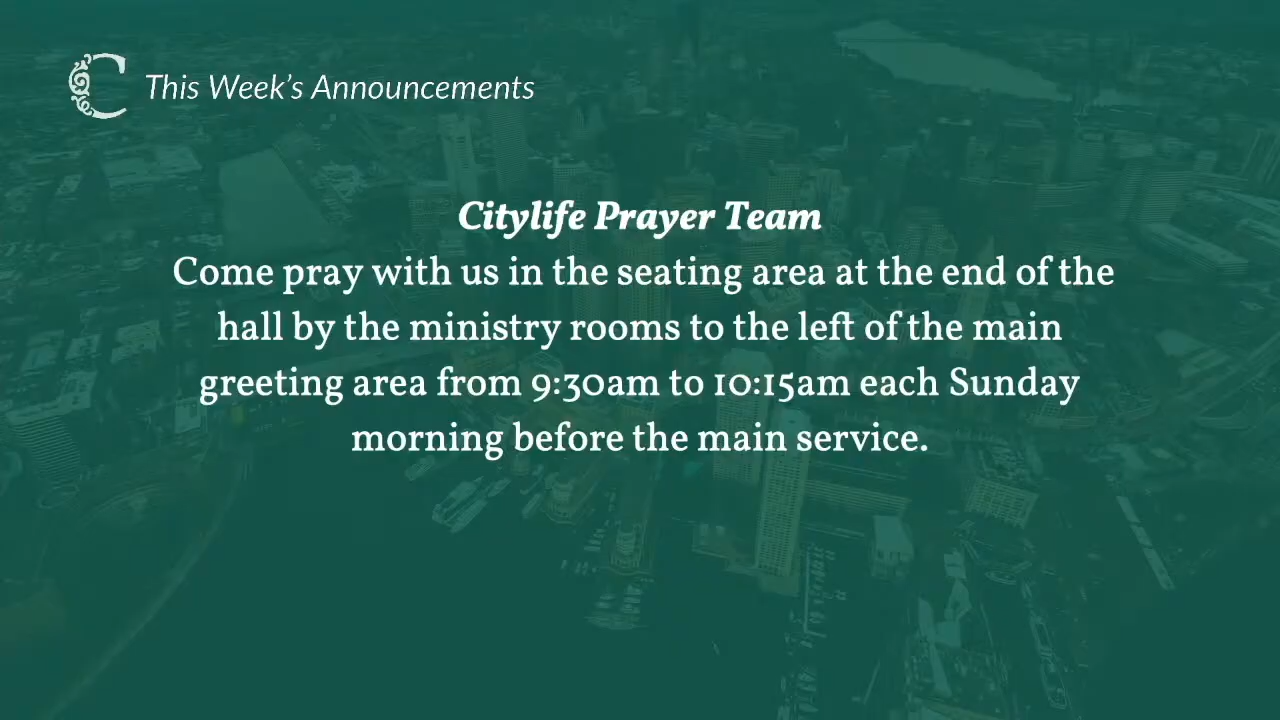 C This Week’s Announcements
Citylife Prayer Team
Come pray with us in the seating area at the end of the
hall by the ministry rooms to the left of the main
greeting area from 9:30am to 10:15am each Sunday
morning before the main service.